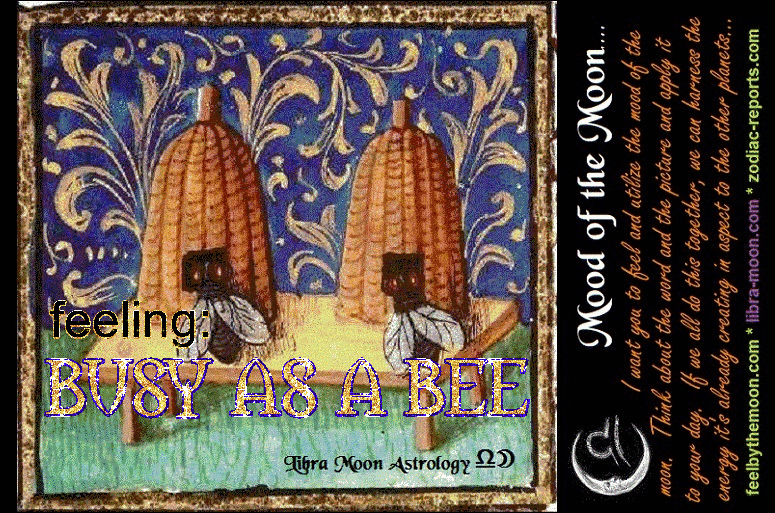 feeling:
BUSY AS A BEE
Libra Moon Astrology ♎☽
Mood of the Moon...
I want you to feel and utilize the mood of the
moon. Think about the word and the picture and apply it
to your day. If we all do this together, we can harness the
energy it's already creating in aspect to the other planets...
feelbythemoon.com * libra-moon.com * zodiac-reports.com